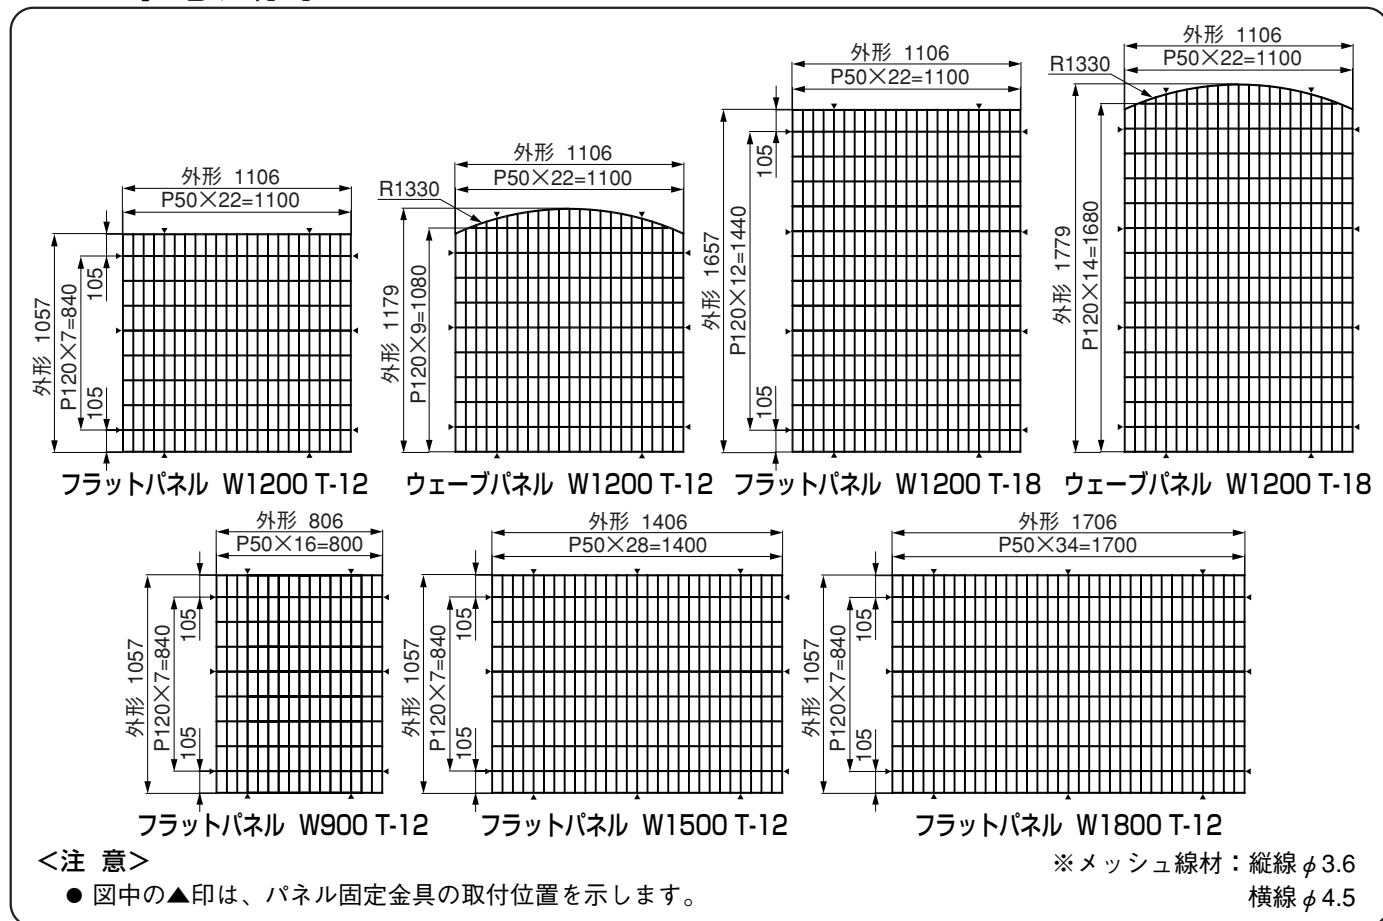 外形 1106
P50×22=1100
外形 1057
P120×7=840
105
105
フラットパネル W1200 T-12
外形 1106
P50×22=1100
R1330
外形 1179
P120×9=1080
ウェーブパネル W1200 T-12
外形 1106
P50×22=1100
外形 1657
P120×12=1440
105
105
フラットパネル W1200 T-18
外形 1106
P50×22=1100
R1330
外形 1779
P120×14=1680
ウェーブパネル W1200 T-18
外形 806
P50×16=800
外形 1057
P120×7=840
105
105
フラットパネル W900 T-12
外形 1406
P50×28=1400
外形 1057
P120×7=840
105
105
フラットパネル W1500 T-12
外形 1706
P50×34=1700
外形 1057
P120×7=840
105
105
フラットパネル W1800 T-12
<注 意>
● 図中の▲印は、パネル固定金具の取付位置を示します。
※メッシュ線材：縦線φ3.6
横線φ4.5